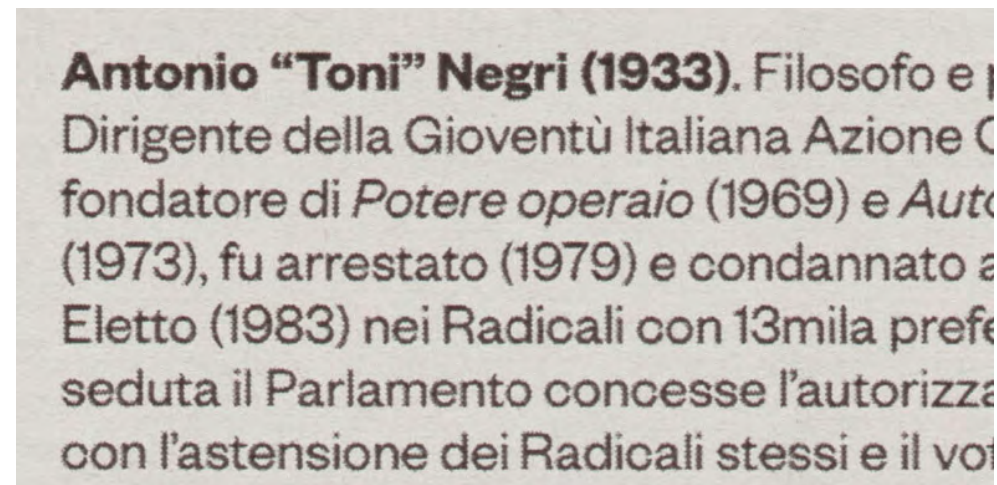 Antonio “Toni” Negri (1933). Filosofo e
Dirigente della Gioventù Italiana Azione
fondatore di Potere operaio (1969) e
(1973), fu arrestato (1979) e condannato
Eletto (1983) nei Radicali con 13mila
seduta il Parlamento concesse
con l’astensione dei Radicali stessi e il